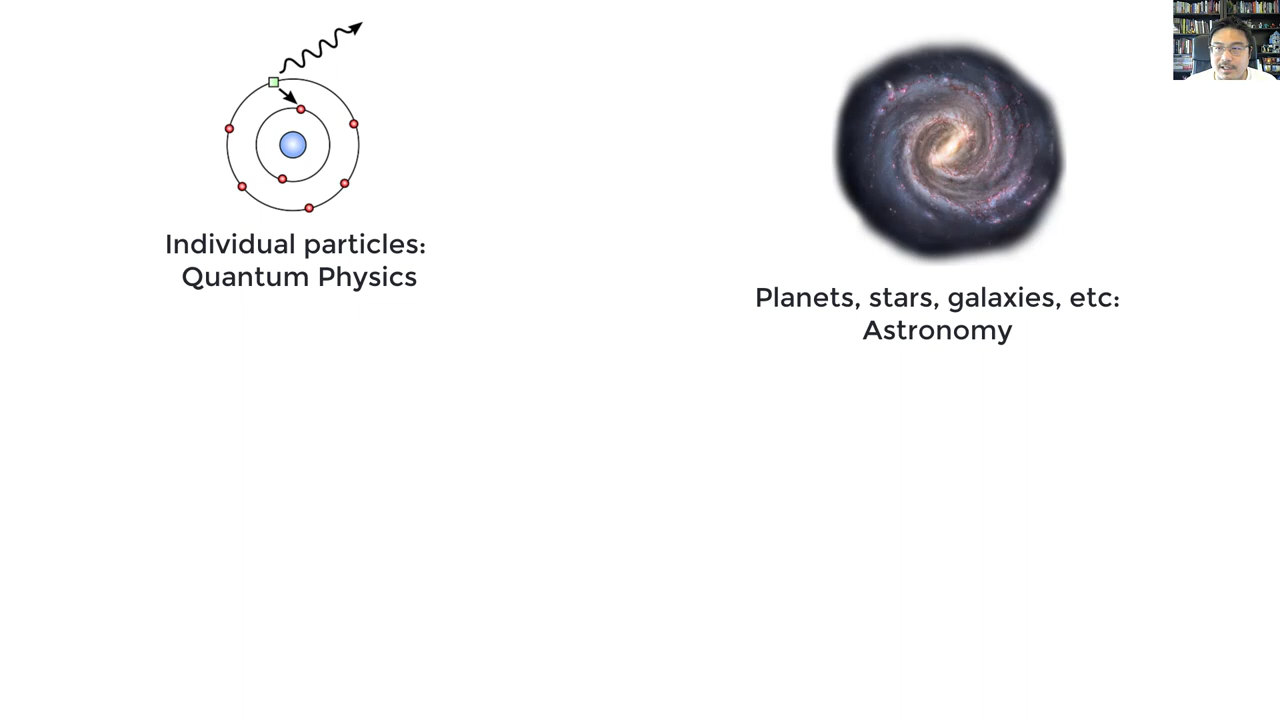 Individual particles:
Quantum Physics
Planets, stars, galaxies, etc:
Astronomy